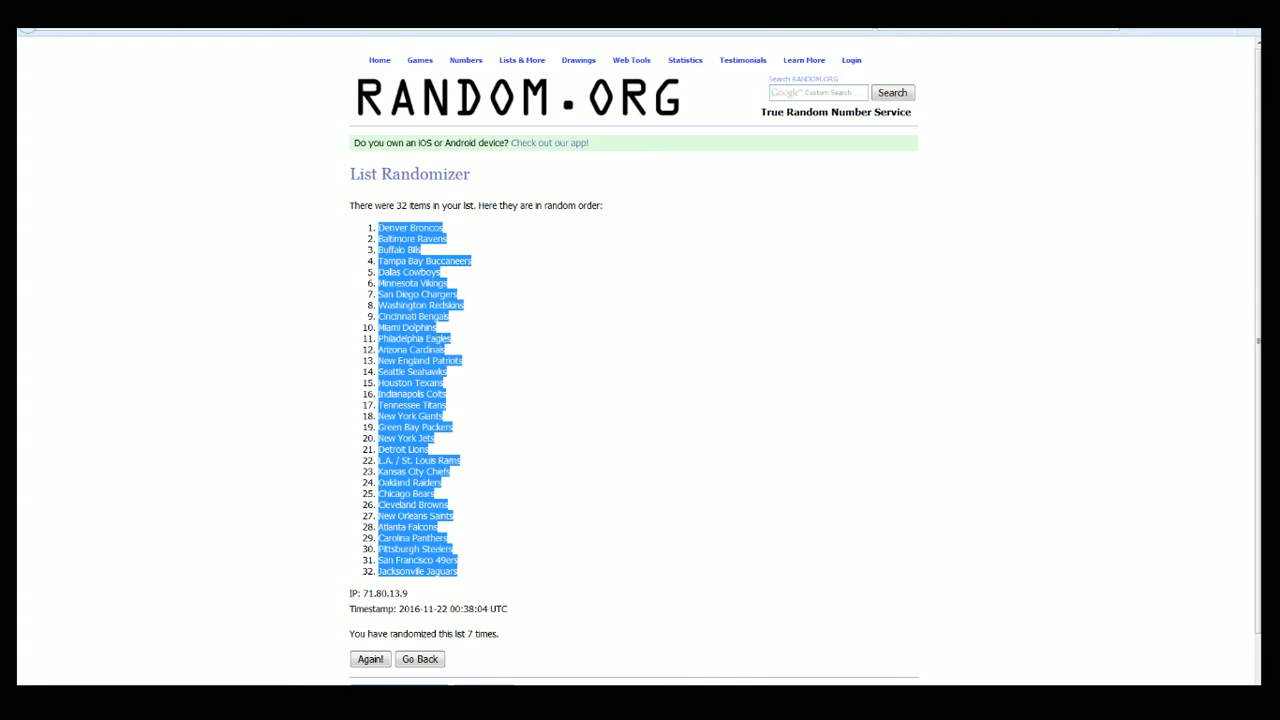 Home Games Numbers Lists & More Drawings Web Tools Statistics Testimonials Learn More Login
RANDOM.ORG
Search RANDOM.ORG
Google™ Custom Search Search
True Random Number Service
Do you own an iOS or Android device? Check out our app!
List Randomizer
There were 32 items in your list. Here they are in random order:
1. Denver Broncos
2. Baltimore Ravens
3. Buffalo Bills
4. Tampa Bay Buccaneers
5. Dallas Cowboys
6. Minnesota Vikings
7. San Diego Chargers
8. Washington Redskins
9. Cincinnati Bengals
10. Miami Dolphins
11. Philadelphia Eagles
12. Arizona Cardinals
13. New England Patriots
14. Seattle Seahawks
15. Houston Texans
16. Indianapolis Colts
17. Tennessee Titans
18. New York Giants
19. Green Bay Packers
20. New York Jets
21. Detroit Lions
22. L.A. / St. Louis Rams
23. Kansas City Chiefs
24. Oakland Raiders
25. Chicago Bears
26. Cleveland Browns
27. New Orleans Saints
28. Atlanta Falcons
29. Carolina Panthers
30. Pittsburgh Steelers
31. San Francisco 49ers
32. Jacksonville Jaguars
IP: 71.80.13.9
Timestamp: 2016-11-22 00:38:04 UTC
You have randomized this list 7 times.
Again! Go Back